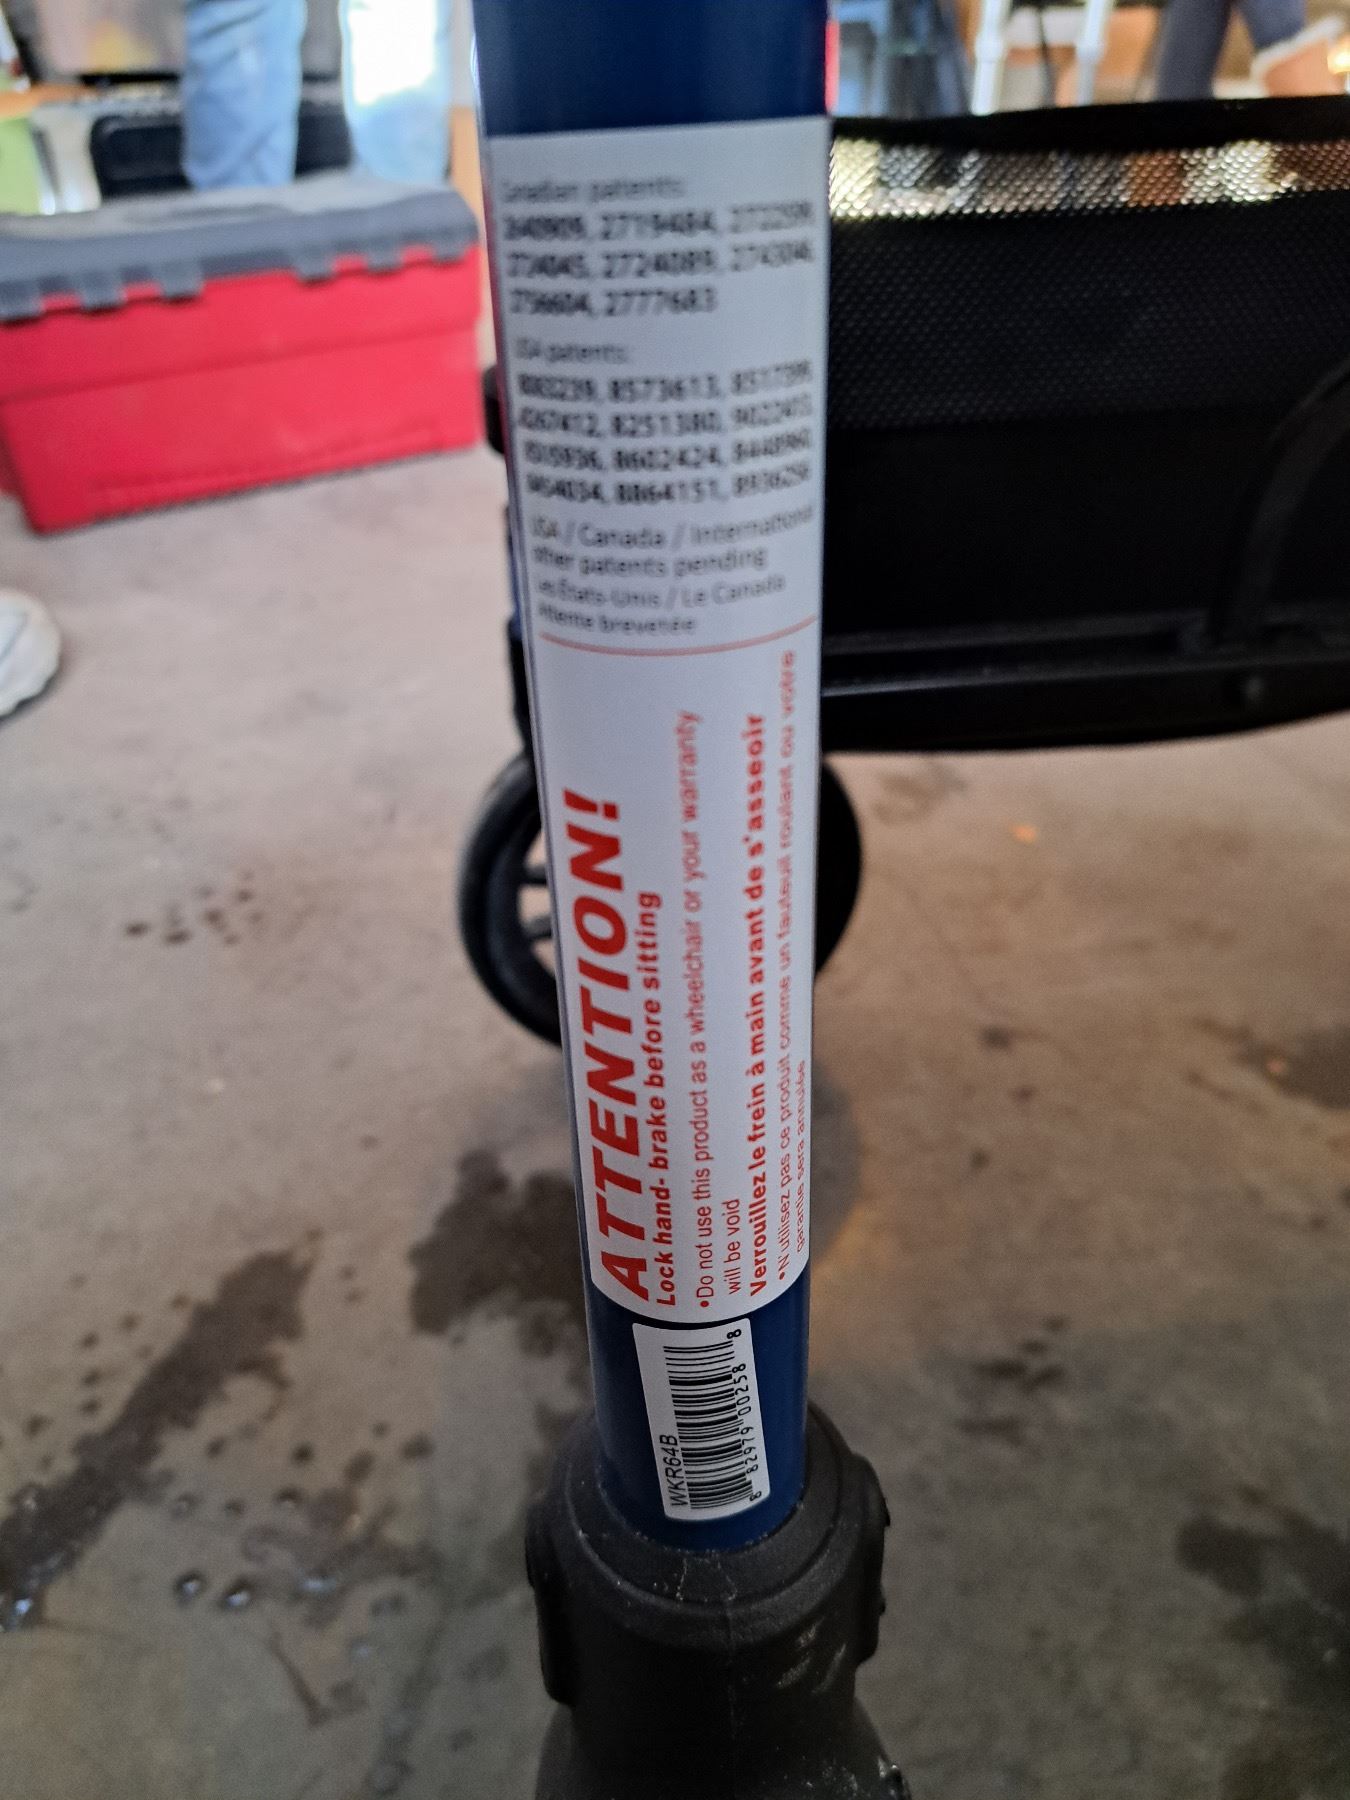 Canadian patents:
2719484,
2724089,
2777683
USA patents:
8573613,
8251380,
8602424,
8864151,
USA / Canada / International
other patents pending
Les États-Unis / Le Canada
Attente brevetée
ATTENTION!
Lock hand- brake before sitting
•Do not use this product as a wheelchair or your warranty
will be void
Verrouillez le frein à main avant de s'asseoir
•N'utilisez pas ce produit comme un fauteuil roulant ou votre
garantie sera annulée
WKR64B
8 82979 00258 8